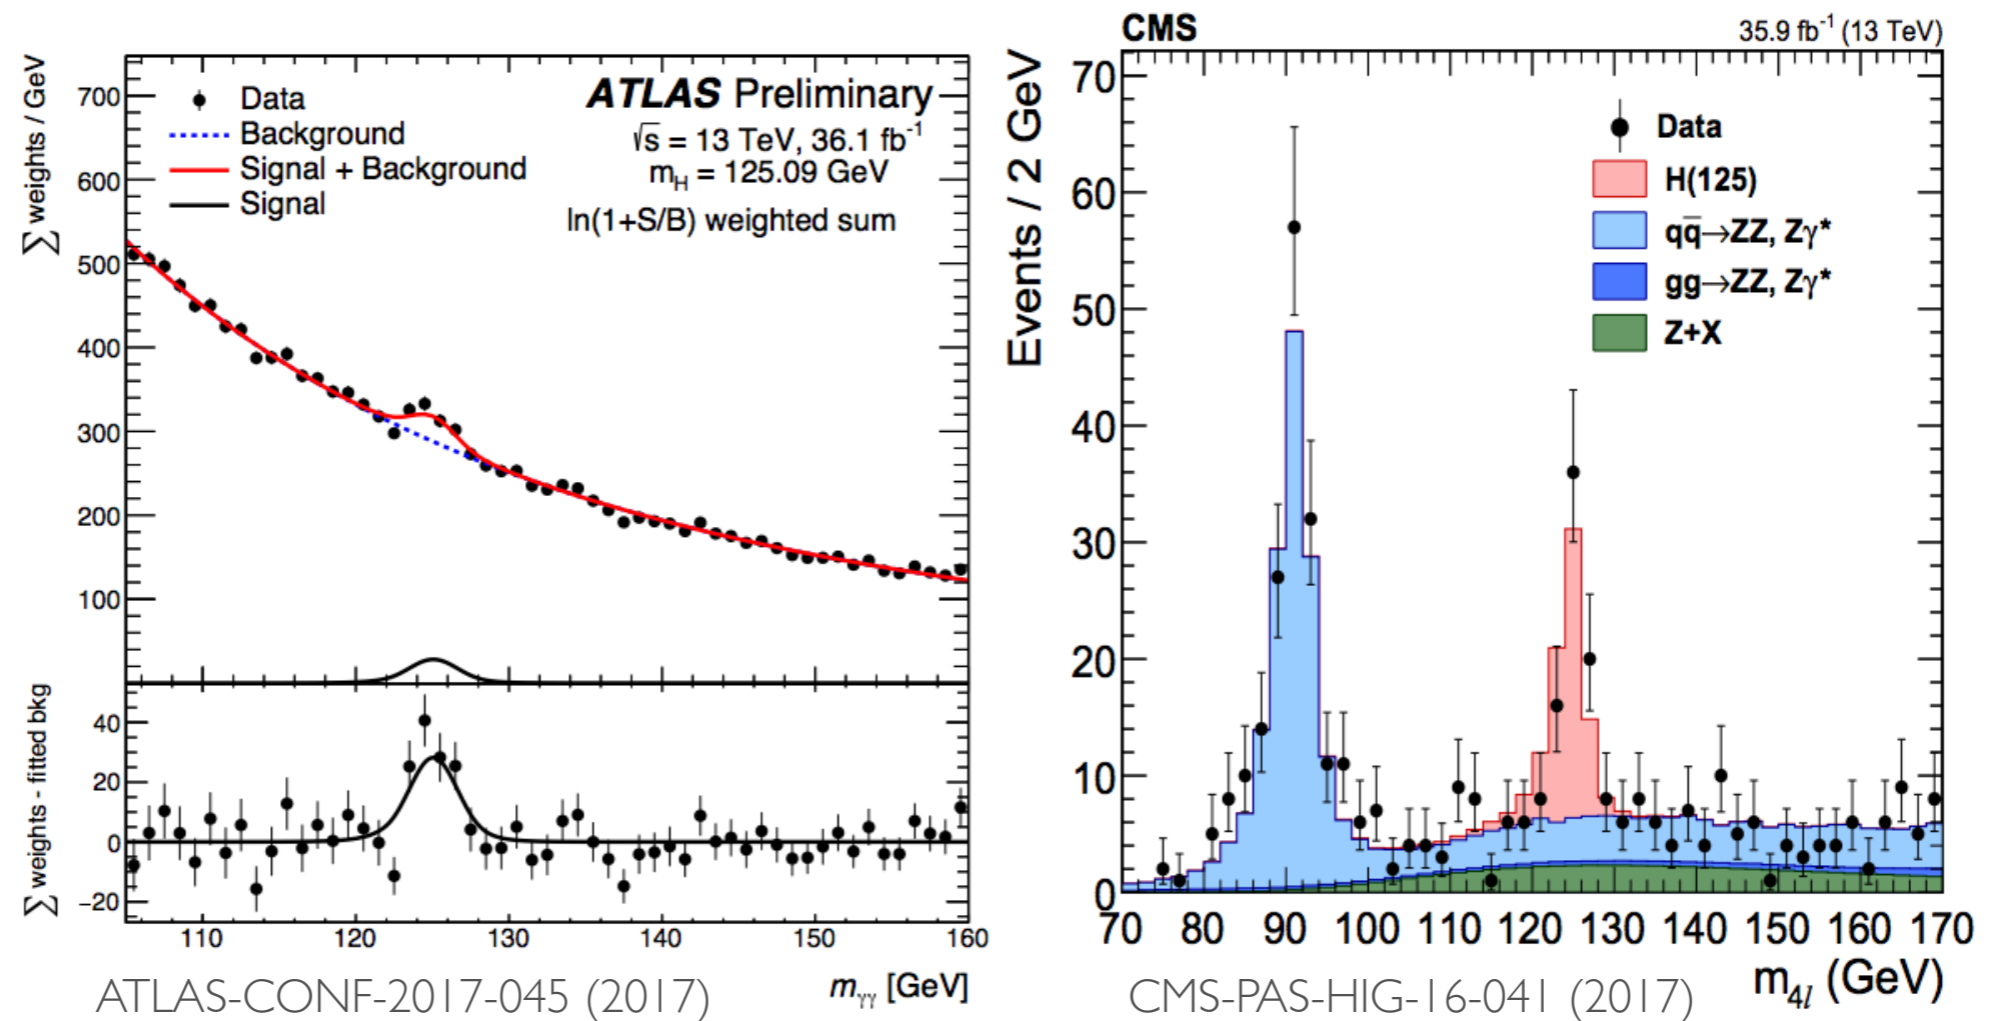 ATLAS Preliminary
√s = 13 TeV, 36.1 fb⁻¹
m_H = 125.09 GeV
ln(1+S/B) weighted sum
Data
Background
Signal + Background
Signal
∑ weights / GeV
700
600
500
400
300
200
100
∑ weights - fitted bkg
40
20
0
−20
110 120 130 140 150 160
m_γγ [GeV]
ATLAS-CONF-2017-045 (2017)
CMS
35.9 fb⁻¹ (13 TeV)
Events / 2 GeV
70
60
50
40
30
20
10
0
Data
H(125)
qq̄→ZZ, Zγ*
gg→ZZ, Zγ*
Z+X
70 80 90 100 110 120 130 140 150 160 170
m_4l (GeV)
CMS-PAS-HIG-16-041 (2017)